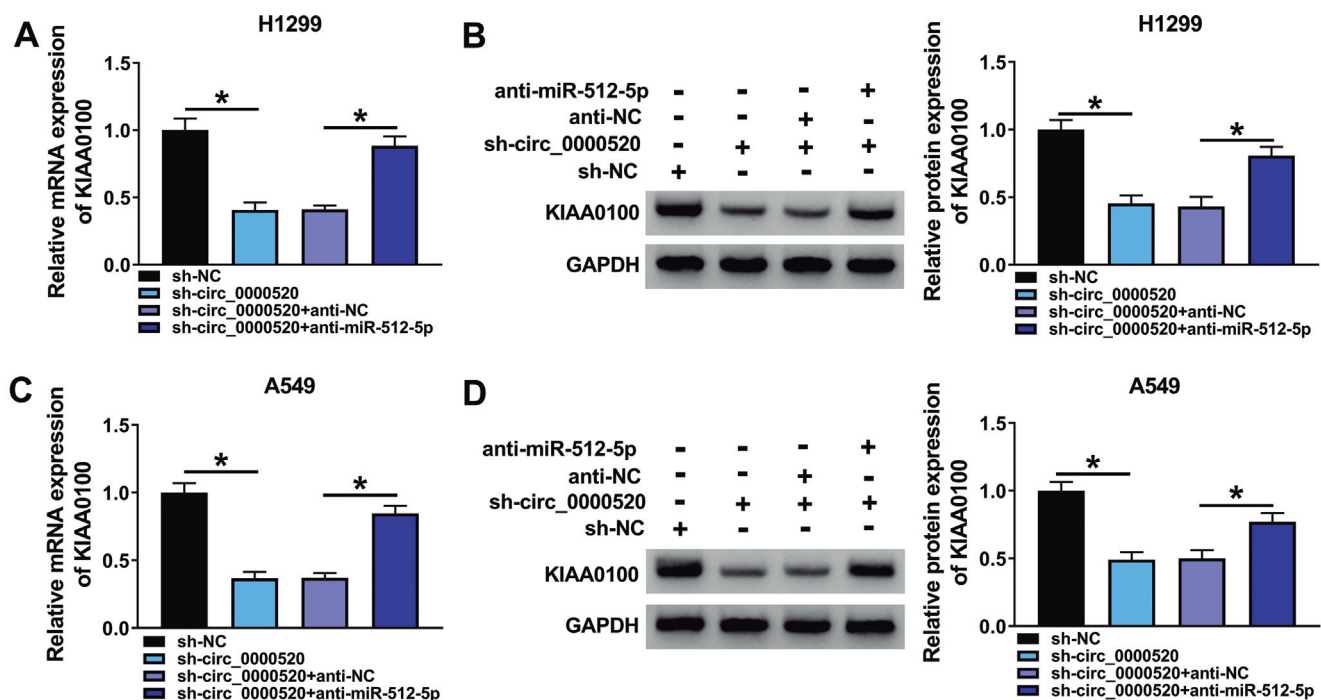 A
H1299
Relative mRNA expression
of KIAA0100
1.5
1.0
0.5
0.0
*
*
sh-NC
sh-circ_0000520
sh-circ_0000520+anti-NC
sh-circ_0000520+anti-miR-512-5p
B
anti-miR-512-5p - - - +
anti-NC - - + -
sh-circ_0000520 - + + +
sh-NC + - - -
KIAA0100
GAPDH
H1299
Relative protein expression
of KIAA0100
1.5
1.0
0.5
0.0
*
*
sh-NC
sh-circ_0000520
sh-circ_0000520+anti-NC
sh-circ_0000520+anti-miR-512-5p
C
A549
Relative mRNA expression
of KIAA0100
1.5
1.0
0.5
0.0
*
*
sh-NC
sh-circ_0000520
sh-circ_0000520+anti-NC
sh-circ_0000520+anti-miR-512-5p
D
anti-miR-512-5p - - - +
anti-NC - - + -
sh-circ_0000520 - + + +
sh-NC + - - -
KIAA0100
GAPDH
A549
Relative protein expression
of KIAA0100
1.5
1.0
0.5
0.0
*
*
sh-NC
sh-circ_0000520
sh-circ_0000520+anti-NC
sh-circ_0000520+anti-miR-512-5p